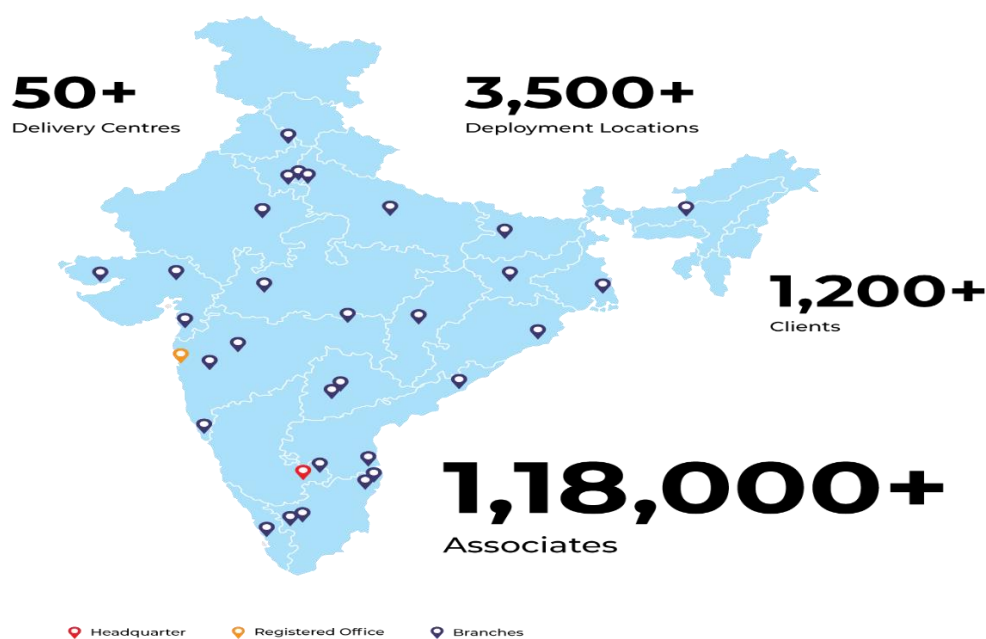 50+
Delivery Centres
3,500+
Deployment Locations
1,200+
Clients
1,18,000+
Associates
Headquarter
Registered Office
Branches